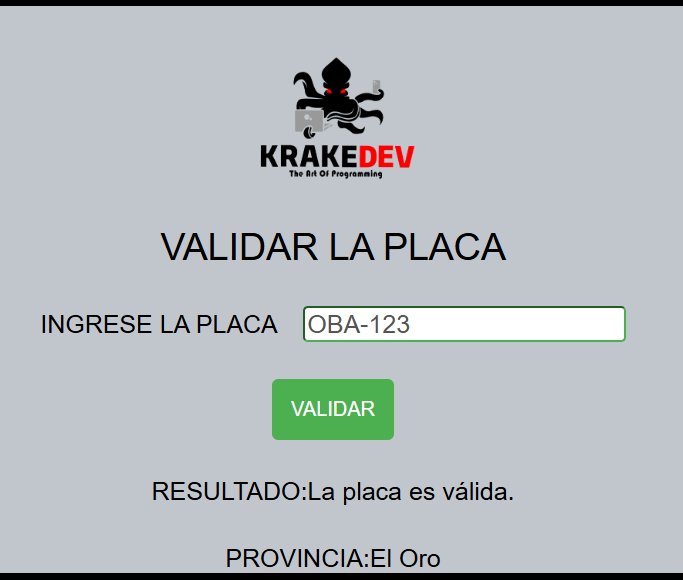 KRAKEDEV
The Art Of Programming
VALIDAR LA PLACA
INGRESE LA PLACA OBA-123
VALIDAR
RESULTADO:La placa es válida.
PROVINCIA:El Oro